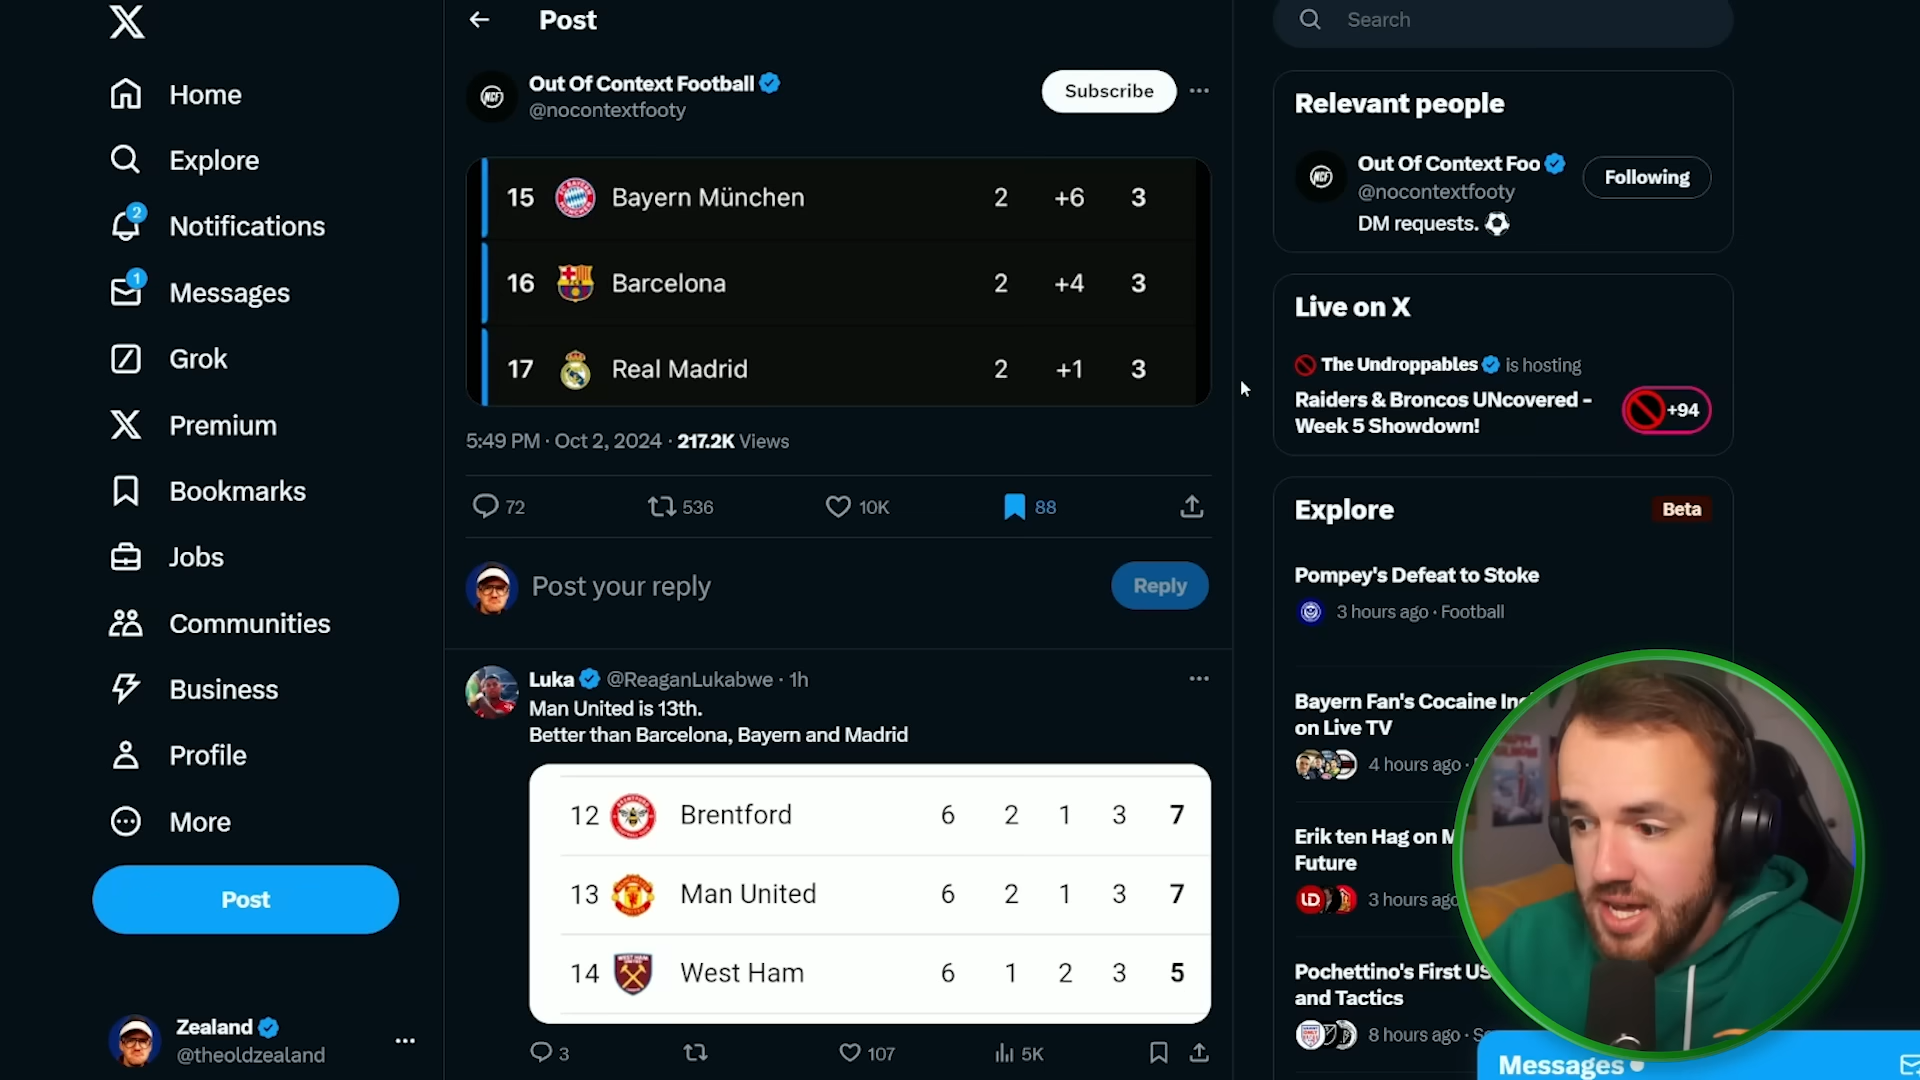 Home
Explore
2
Notifications
1
Messages
Grok
Premium
Bookmarks
Jobs
Communities
Business
Profile
More
Post
Zealand
@theoldzealand
Post
NCF
Out Of Context Football
@nocontextfooty
Subscribe
15 Bayern München 2 +6 3
16 Barcelona 2 +4 3
17 Real Madrid 2 +1 3
5:49 PM · Oct 2, 2024 · 217.2K Views
72 536 10K 88
Post your reply
Reply
Luka @ReaganLukabwe · 1h
Man United is 13th.
Better than Barcelona, Bayern and Madrid
12 Brentford 6 2 1 3 7
13 Man United 6 2 1 3 7
14 West Ham 6 1 2 3 5
3 107 5K
Search
Relevant people
NCF
Out Of Context Foo
@nocontextfooty
Following
DM requests.
Live on X
The Undroppables is hosting
Raiders & Broncos UNcovered -
Week 5 Showdown!
+94
Explore
Beta
Pompey's Defeat to Stoke
3 hours ago · Football
Bayern Fan's Cocaine
on Live TV
4 hours ago ·
Erik ten Hag on
Future
3 hours ago
Pochettino's First
and Tactics
8 hours ago ·
Messages